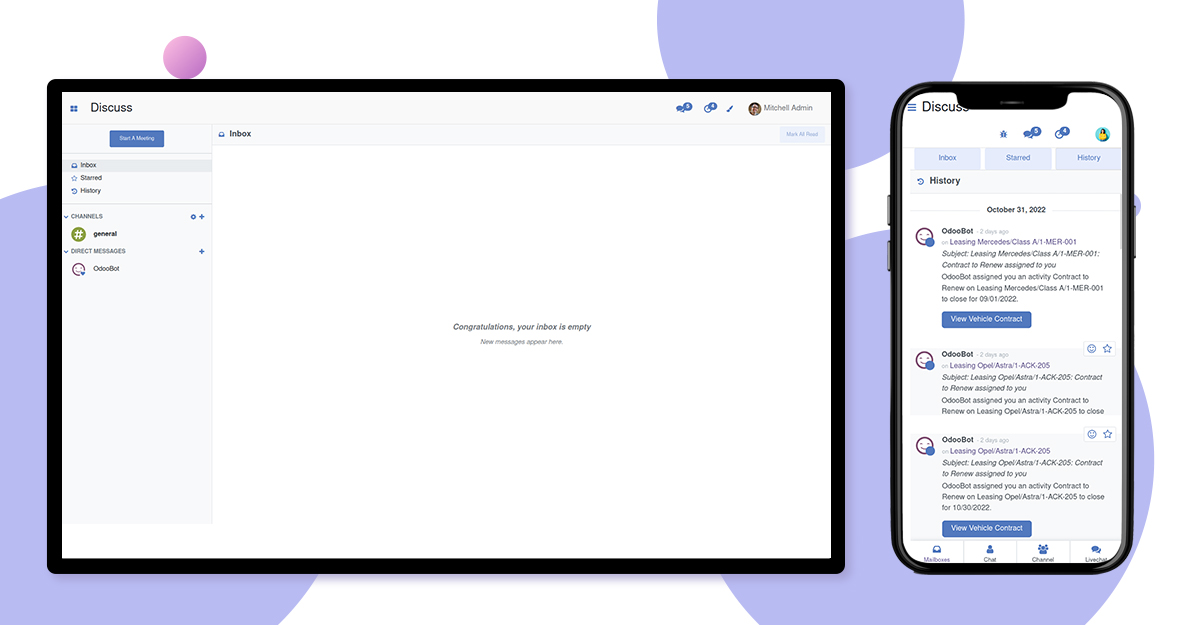 Discuss
5
4
Mitchell Admin
Start A Meeting
Inbox
Mark All Read
Inbox
Starred
History
CHANNELS
general
DIRECT MESSAGES
OdooBot
Congratulations, your inbox is empty
New messages appear here.
Discuss
5
4
Inbox
Starred
History
History
October 31, 2022
OdooBot - 2 days ago
on Leasing Mercedes/Class A/1-MER-001
Subject: Leasing Mercedes/Class A/1-MER-001:
Contract to Renew assigned to you
OdooBot assigned you an activity Contract to
Renew on Leasing Mercedes/Class A/1-MER-001
to close for 09/01/2022.
View Vehicle Contract
OdooBot - 2 days ago
on Leasing Opel/Astra/1-ACK-205
Subject: Leasing Opel/Astra/1-ACK-205: Contract
to Renew assigned to you
OdooBot assigned you an activity Contract to
Renew on Leasing Opel/Astra/1-ACK-205 to close
OdooBot - 2 days ago
on Leasing Opel/Astra/1-ACK-205
Subject: Leasing Opel/Astra/1-ACK-205: Contract
to Renew assigned to you
OdooBot assigned you an activity Contract to
Renew on Leasing Opel/Astra/1-ACK-205 to close
for 10/30/2022.
View Vehicle Contract
Mailboxes
Chat
Channel
Livechat